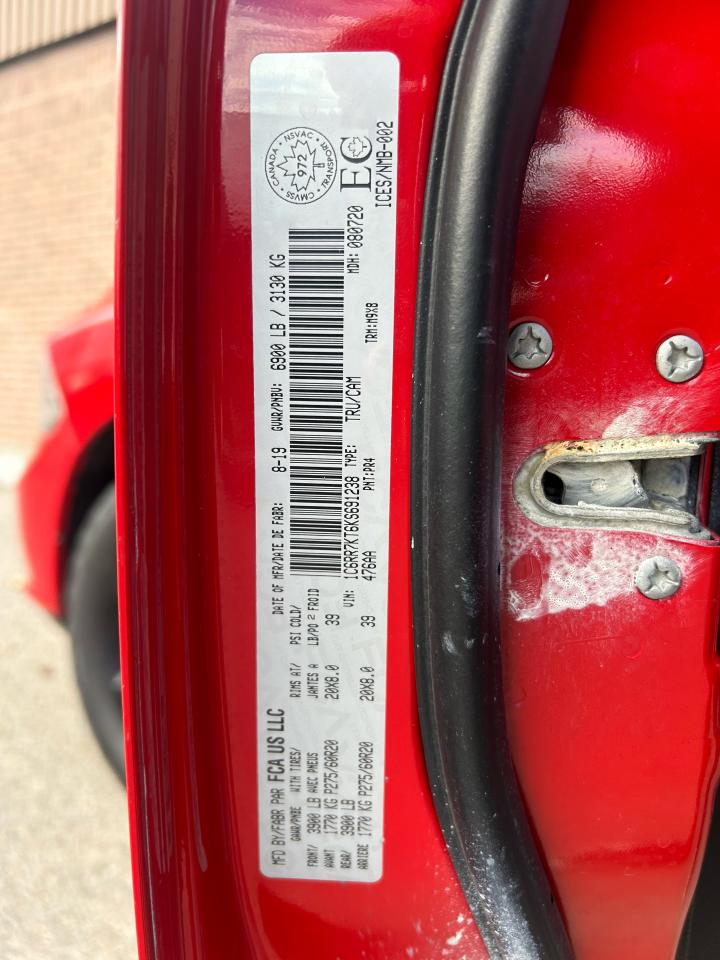 MFD BY/FABR PAR FCA US LLC
DATE OF MFR/DATE DE FABR: 8-19
GVWR/PNBV: 6900 LB / 3130 KG
GAWR/PNBE WITH TIRES/ RIMS AT/ PSI COLD/
FRONT/ 3900 LB AVEC PNEUS JANTES A LB/PO² FROID
AVANT 1770 KG P275/60R20 20X8.0 39
REAR/ 3900 LB
ARRIERE 1770 KG P275/60R20 20X8.0 39
VIN: 1C6RR7KT6KS691238 TYPE: TRU/CAM MDH: 080720
476AA PNT:PR4 TRM:M9X8
ICES/NMB-002
CANADA · NSVAC · TRANSPORT · CMVSS
972
EC